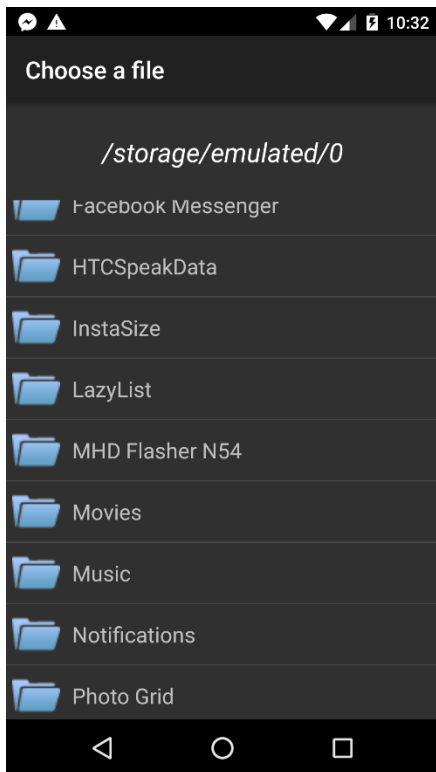 10:32
Choose a file
/storage/emulated/0
Facebook Messenger
HTCSpeakData
InstaSize
LazyList
MHD Flasher N54
Movies
Music
Notifications
Photo Grid